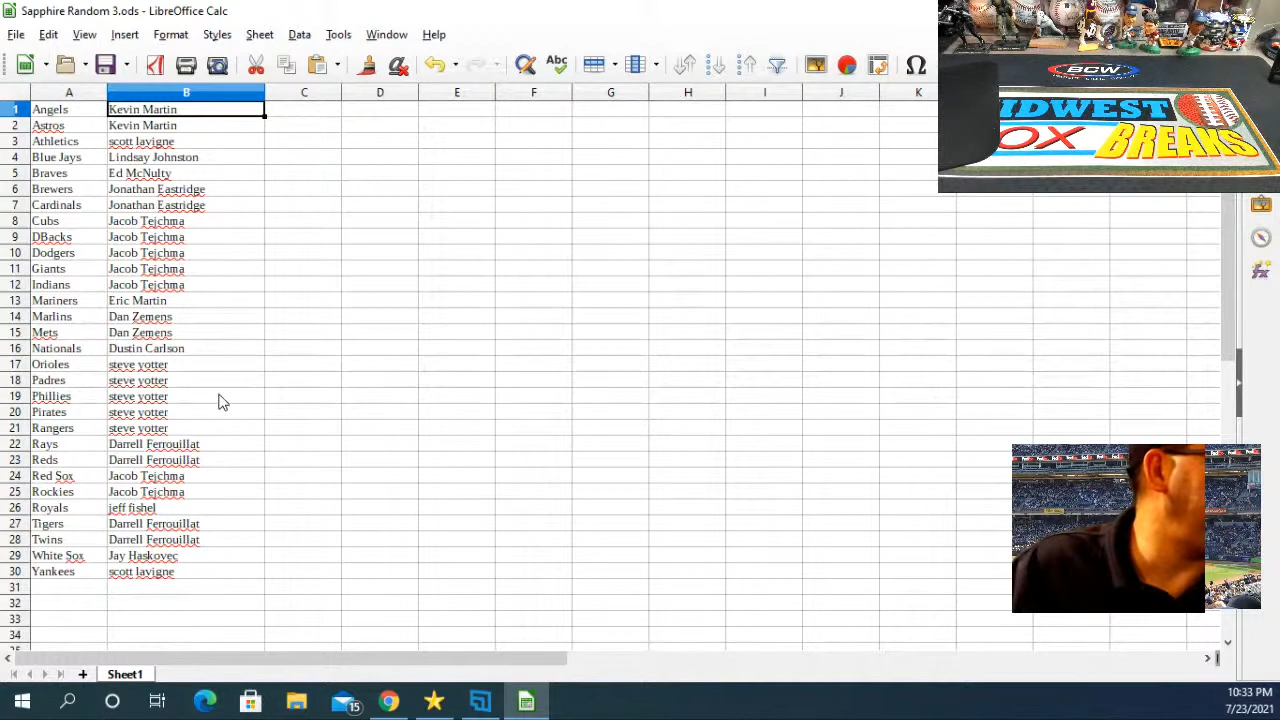 Sapphire Random 3.ods - LibreOffice Calc
File Edit View Insert Format Styles Sheet Data Tools Window Help
A B C D E F G H I J K
1 Angels Kevin Martin
2 Astros Kevin Martin
3 Athletics scott lavigne
4 Blue Jays Lindsay Johnston
5 Braves Ed McNulty
6 Brewers Jonathan Eastridge
7 Cardinals Jonathan Eastridge
8 Cubs Jacob Tejchma
9 DBacks Jacob Tejchma
10 Dodgers Jacob Tejchma
11 Giants Jacob Tejchma
12 Indians Jacob Tejchma
13 Mariners Eric Martin
14 Marlins Dan Zemens
15 Mets Dan Zemens
16 Nationals Dustin Carlson
17 Orioles steve yotter
18 Padres steve yotter
19 Phillies steve yotter
20 Pirates steve yotter
21 Rangers steve yotter
22 Rays Darrell Ferrouillat
23 Reds Darrell Ferrouillat
24 Red Sox Jacob Tejchma
25 Rockies Jacob Tejchma
26 Royals jeff fishel
27 Tigers Darrell Ferrouillat
28 Twins Darrell Ferrouillat
29 White Sox Jay Haskovec
30 Yankees scott lavigne
31
32
33
34
Sheet1
BCW
IDWEST
OX BREAKS
15
10:33 PM
7/23/2021